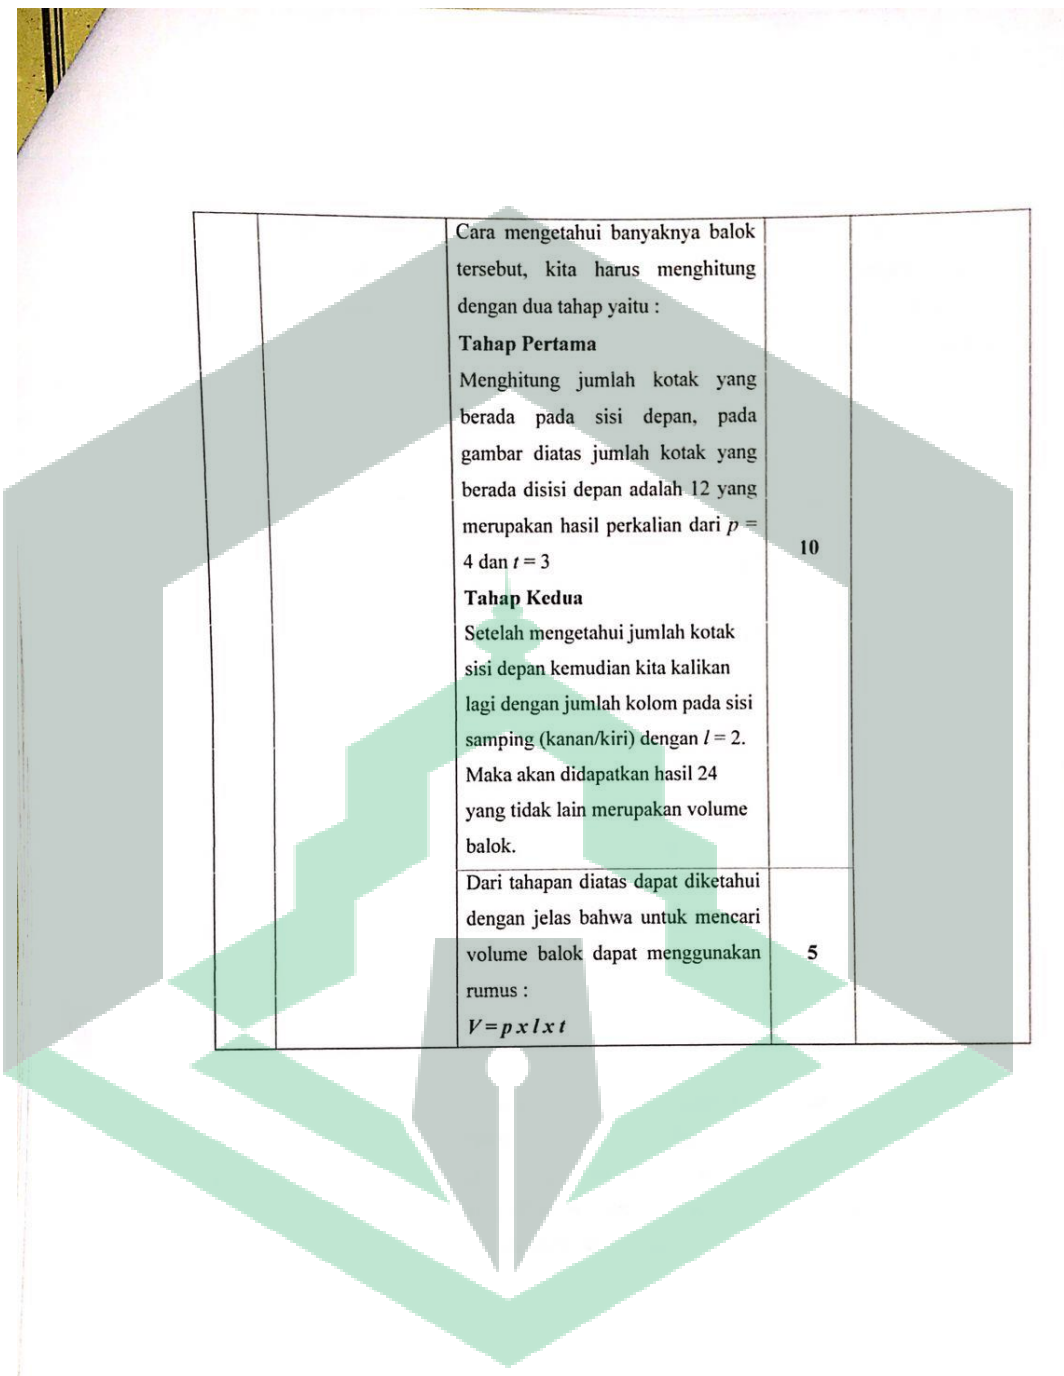 Cara mengetahui banyaknya balok
tersebut, kita harus menghitung
dengan dua tahap yaitu :
Tahap Pertama
Menghitung jumlah kotak yang
berada pada sisi depan, pada
gambar diatas jumlah kotak yang
berada disisi depan adalah 12 yang
merupakan hasil perkalian dari p =
4 dan t = 3
10
Tahap Kedua
Setelah mengetahui jumlah kotak
sisi depan kemudian kita kalikan
lagi dengan jumlah kolom pada sisi
samping (kanan/kiri) dengan l = 2.
Maka akan didapatkan hasil 24
yang tidak lain merupakan volume
balok.
Dari tahapan diatas dapat diketahui
dengan jelas bahwa untuk mencari
volume balok dapat menggunakan
rumus :
V = p x l x t
5